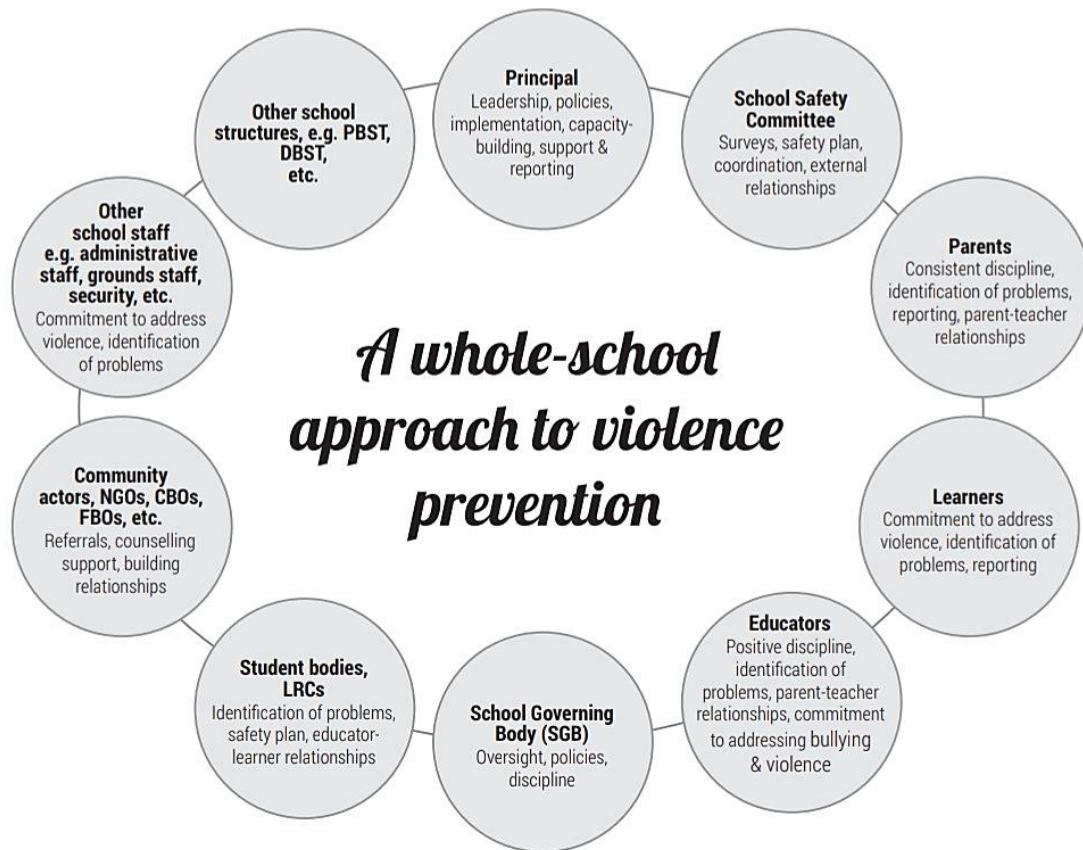 Principal
Leadership, policies,
implementation, capacity-
building, support &
reporting
School Safety
Committee
Surveys, safety plan,
coordination, external
relationships
Parents
Consistent discipline,
identification of problems,
reporting, parent-teacher
relationships
Learners
Commitment to address
violence, identification of
problems, reporting
Educators
Positive discipline,
identification of
problems, parent-teacher
relationships, commitment
to addressing bullying
& violence
School Governing
Body (SGB)
Oversight, policies,
discipline
Student bodies,
LRCs
Identification of problems,
safety plan, educator-
learner relationships
Community
actors, NGOs, CBOs,
FBOs, etc.
Referrals, counselling
support, building
relationships
Other
school staff
e.g. administrative
staff, grounds staff,
security, etc.
Commitment to address
violence, identification
of problems
Other school
structures, e.g. PBST,
DBST,
etc.
A whole-school
approach to violence
prevention